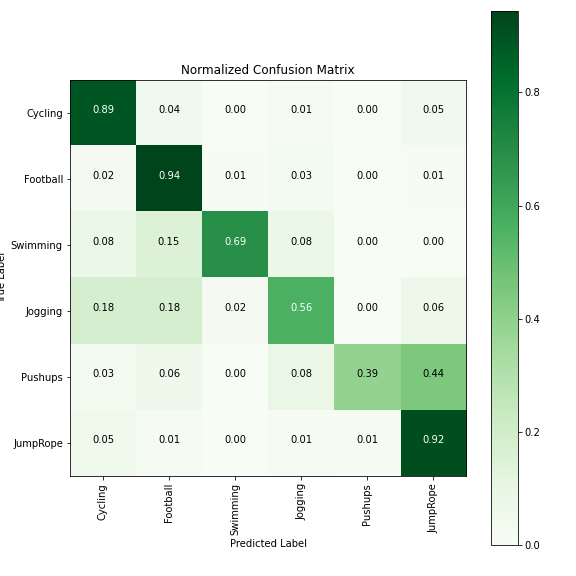 Normalized Confusion Matrix
Cycling 0.89 0.04 0.00 0.01 0.00 0.05
Football 0.02 0.94 0.01 0.03 0.00 0.01
Swimming 0.08 0.15 0.69 0.08 0.00 0.00
Jogging 0.18 0.18 0.02 0.56 0.00 0.06
Pushups 0.03 0.06 0.00 0.08 0.39 0.44
JumpRope 0.05 0.01 0.00 0.01 0.01 0.92
Cycling Football Swimming Jogging Pushups JumpRope
Predicted Label
True Label
0.8
0.6
0.4
0.2
0.0